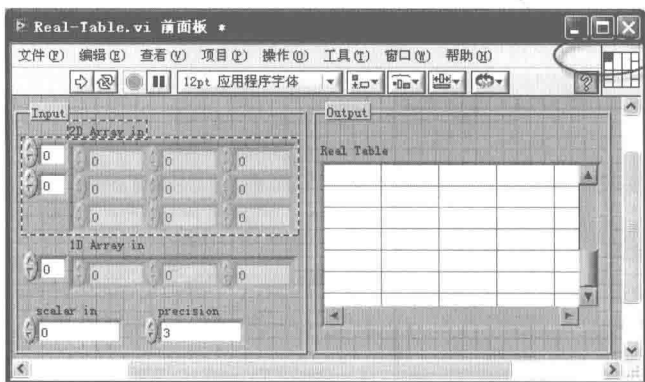 Real-Table.vi 前面板 *
文件(F) 编辑(E) 查看(V) 项目(P) 操作(O) 工具(T) 窗口(W) 帮助(H)
12pt 应用程序字体
Input
Output
2D Array in
Real Table
0 0 0 0
0 0 0 0
0 0 0
1D Array in
0 0 0 0
scalar in precision
0 3